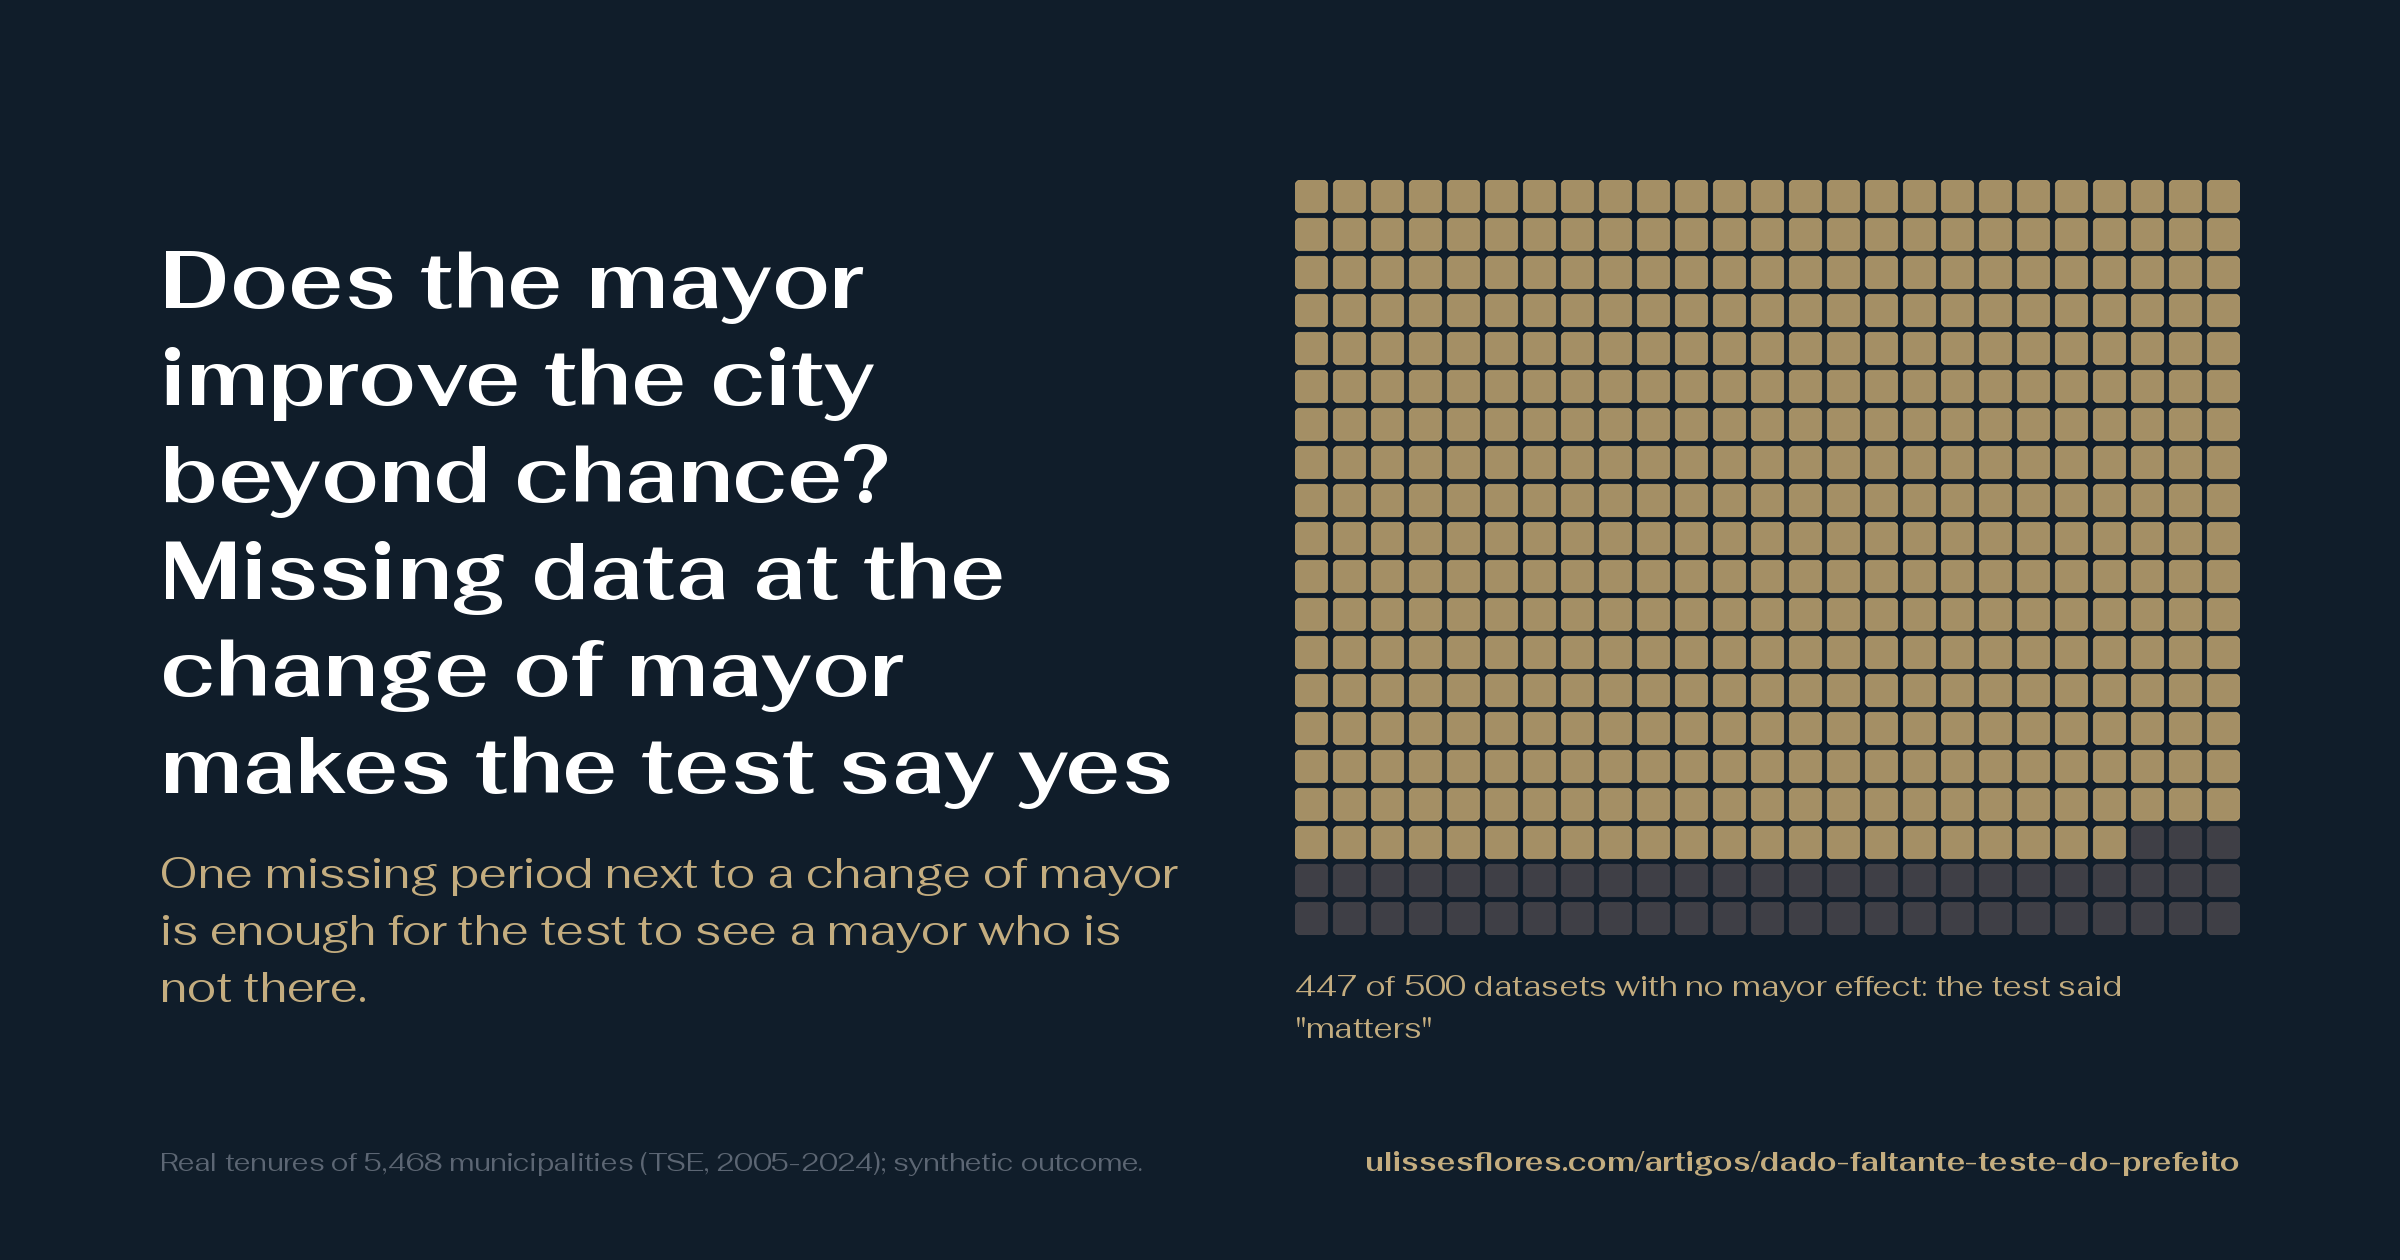 Does the mayor
improve the city
beyond chance?
Missing data at the
change of mayor
makes the test say yes
One missing period next to a change of mayor
is enough for the test to see a mayor who is
not there.
447 of 500 datasets with no mayor effect: the test said
"matters"
Real tenures of 5,468 municipalities (TSE, 2005-2024); synthetic outcome.
ulissesflores.com/artigos/dado-faltante-teste-do-prefeito